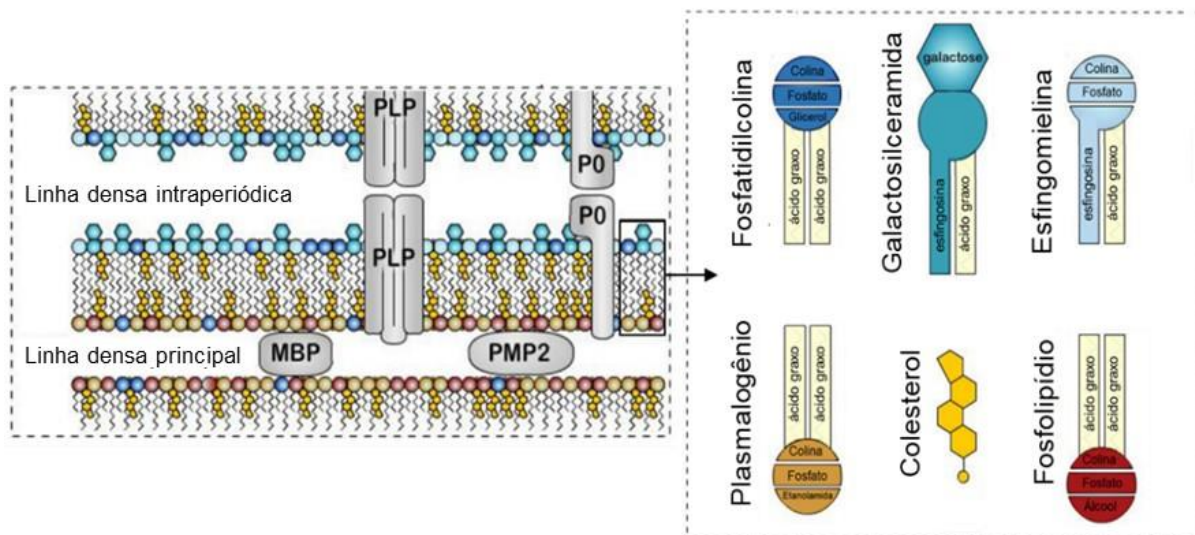 PLP
P0
Linha densa intraperiódica
P0
PLP
Linha densa principal
MBP
PMP2
Fosfatidilcolina
Colina
Fosfato
Glicerol
ácido graxo
ácido graxo
Galactosilceramida
galactose
esfingosina
ácido graxo
Esfingomielina
Colina
Fosfato
esfingosina
ácido graxo
Plasmalogênio
ácido graxo
ácido graxo
Colina
Fosfato
Etanolamida
Colesterol
Fosfolipídio
ácido graxo
ácido graxo
Colina
Fosfato
Álcool